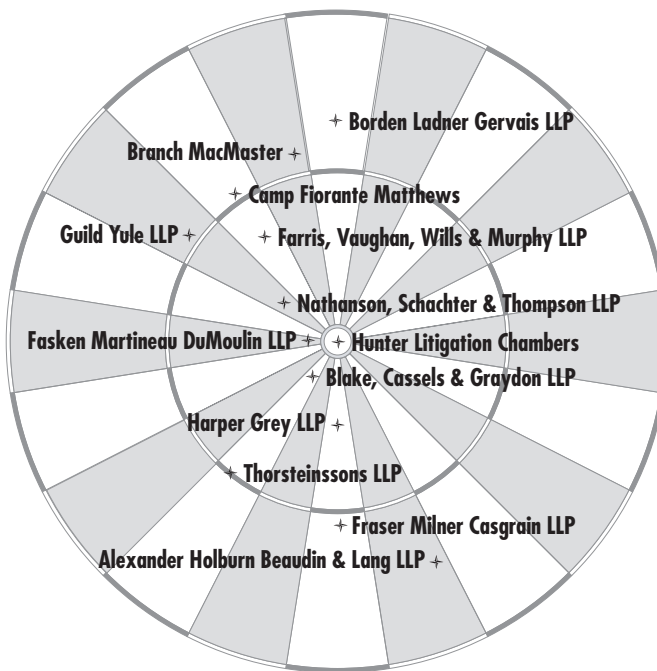 Borden Ladner Gervais LLP
Branch MacMaster
Camp Fiorante Matthews
Guild Yule LLP
Farris, Vaughan, Wills & Murphy LLP
Nathanson, Schachter & Thompson LLP
Fasken Martineau DuMoulin LLP
Hunter Litigation Chambers
Blake, Cassels & Graydon LLP
Harper Grey LLP
Thorsteinssons LLP
Fraser Milner Casgrain LLP
Alexander Holburn Beaudin & Lang LLP